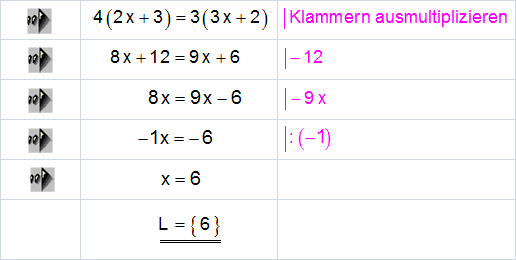 4(2x+3)=3(3x+2) |Klammern ausmultiplizieren
8x+12=9x+6 |−12
8x=9x−6 |−9x
−1x=−6 |:(−1)
x=6
L={6}